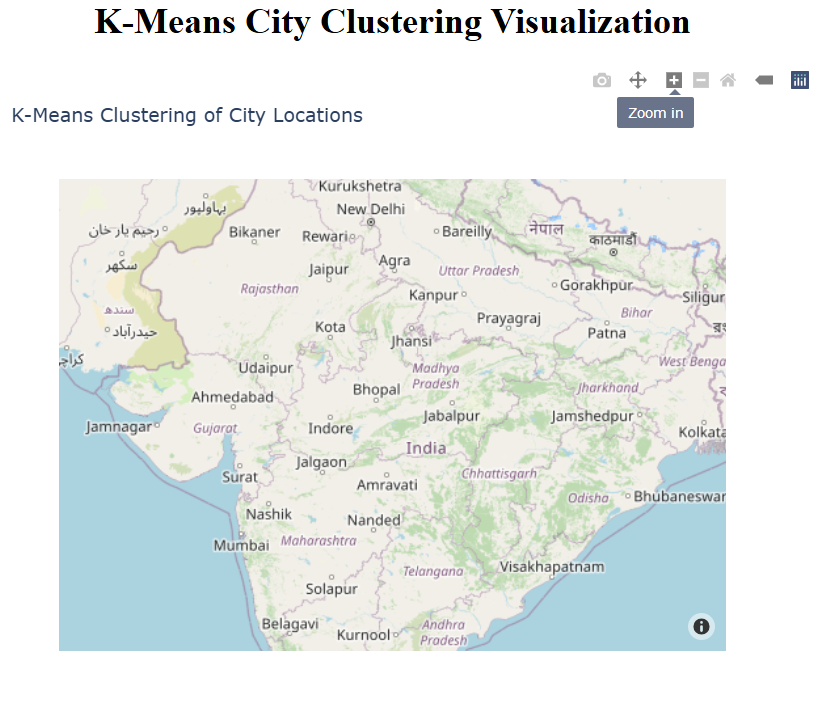 K-Means City Clustering Visualization
Zoom in
K-Means Clustering of City Locations
Kurukshetra
بہاولپور
New Delhi
رحیم یار خان
Bikaner
Rewari
Bareilly
नेपाल
काठमाडौं
سکھر
Jaipur
Agra
Uttar Pradesh
Gorakhpur
Rajasthan
Kanpur
Siligur
سندھ
Bihar
حیدرآباد
Kota
Prayagraj
Patna
Jhansi
کراچ
Udaipur
Madhya
Pradesh
West Benga
Ahmedabad
Bhopal
Jharkhand
Jamnagar
Gujarat
Indore
Jabalpur
Jamshedpur
Kolkata
India
Surat
Jalgaon
Amravati
Chhattisgarh
Odisha
Bhubaneswar
Nashik
Nanded
Mumbai
Maharashtra
Telangana
Visakhapatnam
Solapur
Belagavi
Kurnool
Andhra
Pradesh